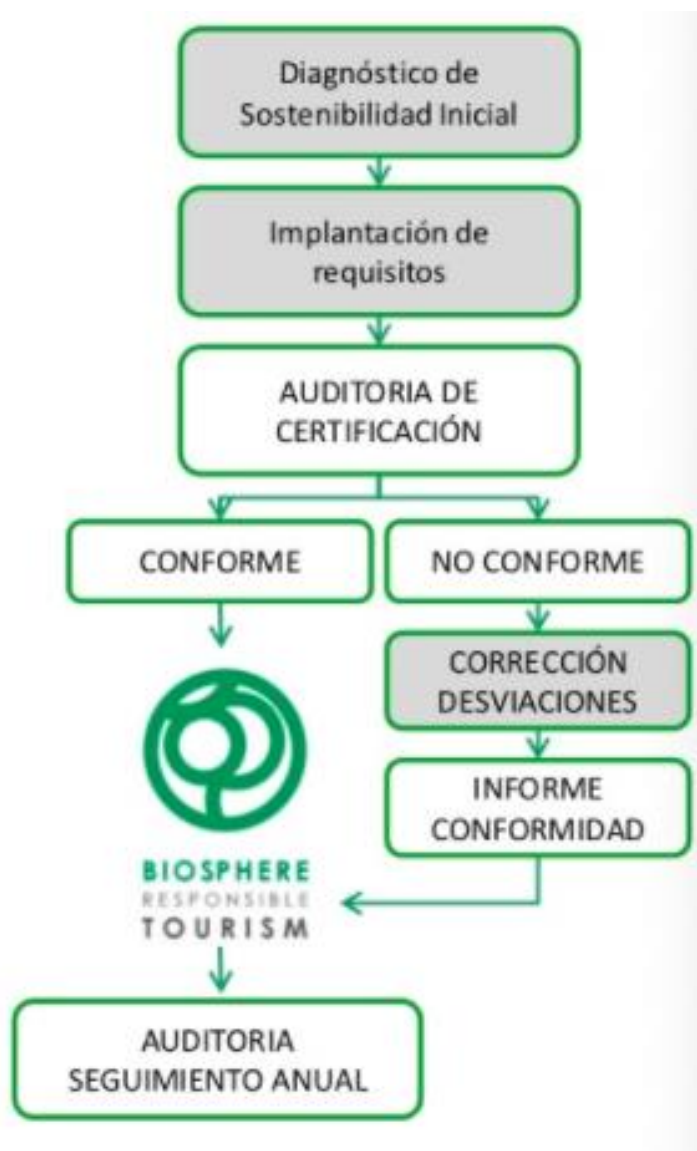 Diagnóstico de
Sostenibilidad Inicial
Implantación de
requisitos
AUDITORIA DE
CERTIFICACIÓN
CONFORME
NO CONFORME
CORRECCIÓN
DESVIACIONES
INFORME
CONFORMIDAD
BIOSPHERE
RESPONSIBLE
TOURISM
AUDITORIA
SEGUIMIENTO ANUAL